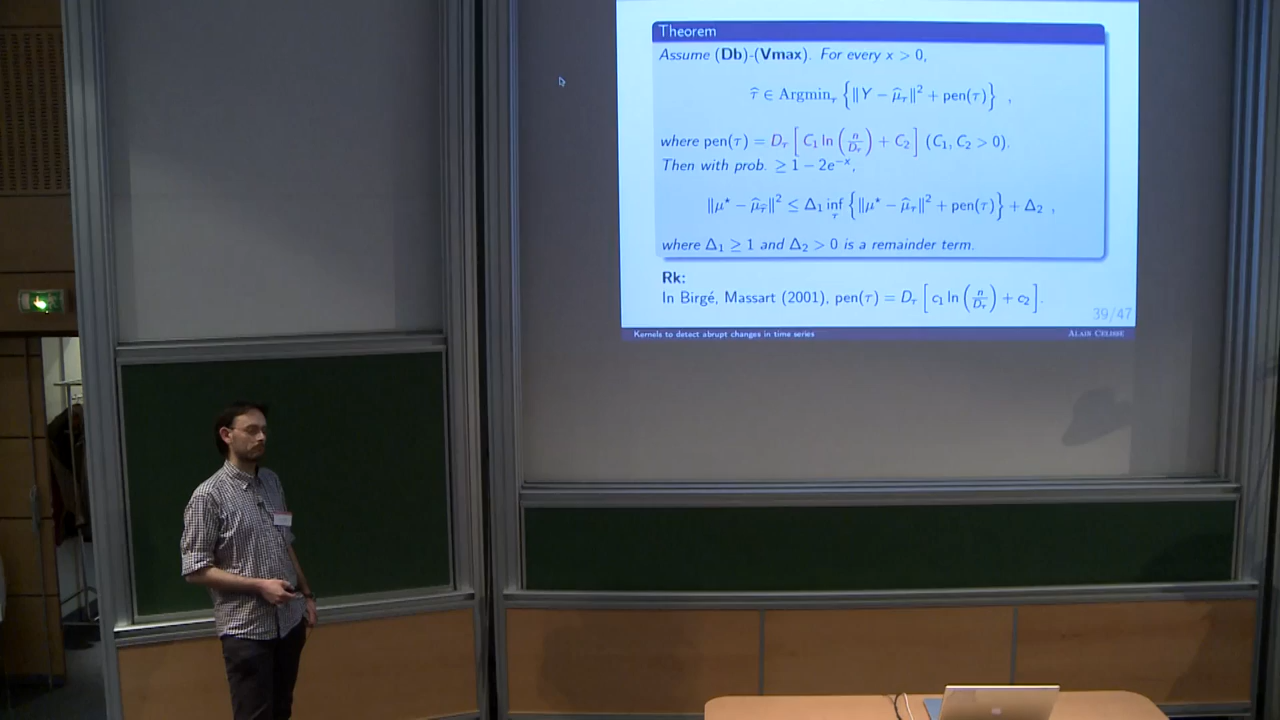 Theorem
Assume (Db)-(Vmax). For every x > 0,
τ̂ ∈ Argmin_τ { ‖Y − μ̂_τ‖² + pen(τ) } ,
where pen(τ) = D_τ [ C₁ ln ( n/D_τ ) + C₂ ] (C₁, C₂ > 0).
Then with prob. ≥ 1 − 2e^{−x},
‖μ* − μ̂_τ̂‖² ≤ Δ₁ inf_τ { ‖μ* − μ̂_τ‖² + pen(τ) } + Δ₂ ,
where Δ₁ ≥ 1 and Δ₂ > 0 is a remainder term.
Rk:
In Birgé, Massart (2001), pen(τ) = D_τ [ c₁ ln ( n/D_τ ) + c₂ ].
39/47
Kernels to detect abrupt changes in time series
Alain Celisse